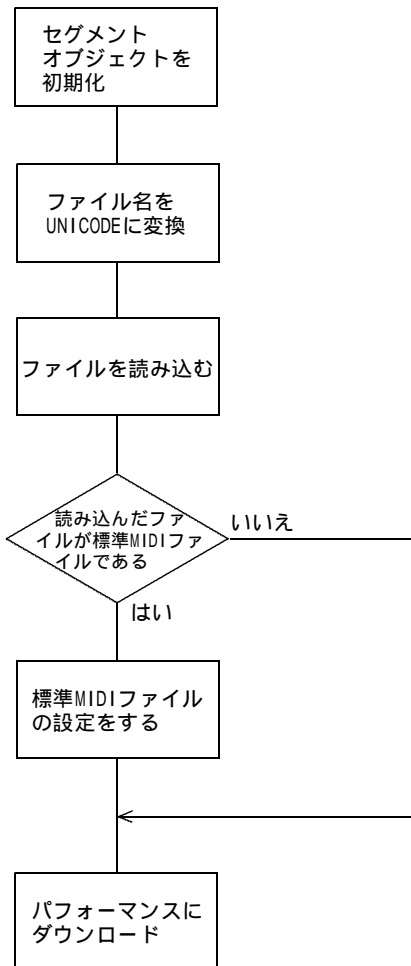 セグメント
オブジェクトを
初期化
ファイル名を
UNICODEに変換
ファイルを読み込む
読み込んだファ
イルが標準MIDIファ
イルである
いいえ
はい
標準MIDIファイル
の設定をする
パフォーマンスに
ダウンロード